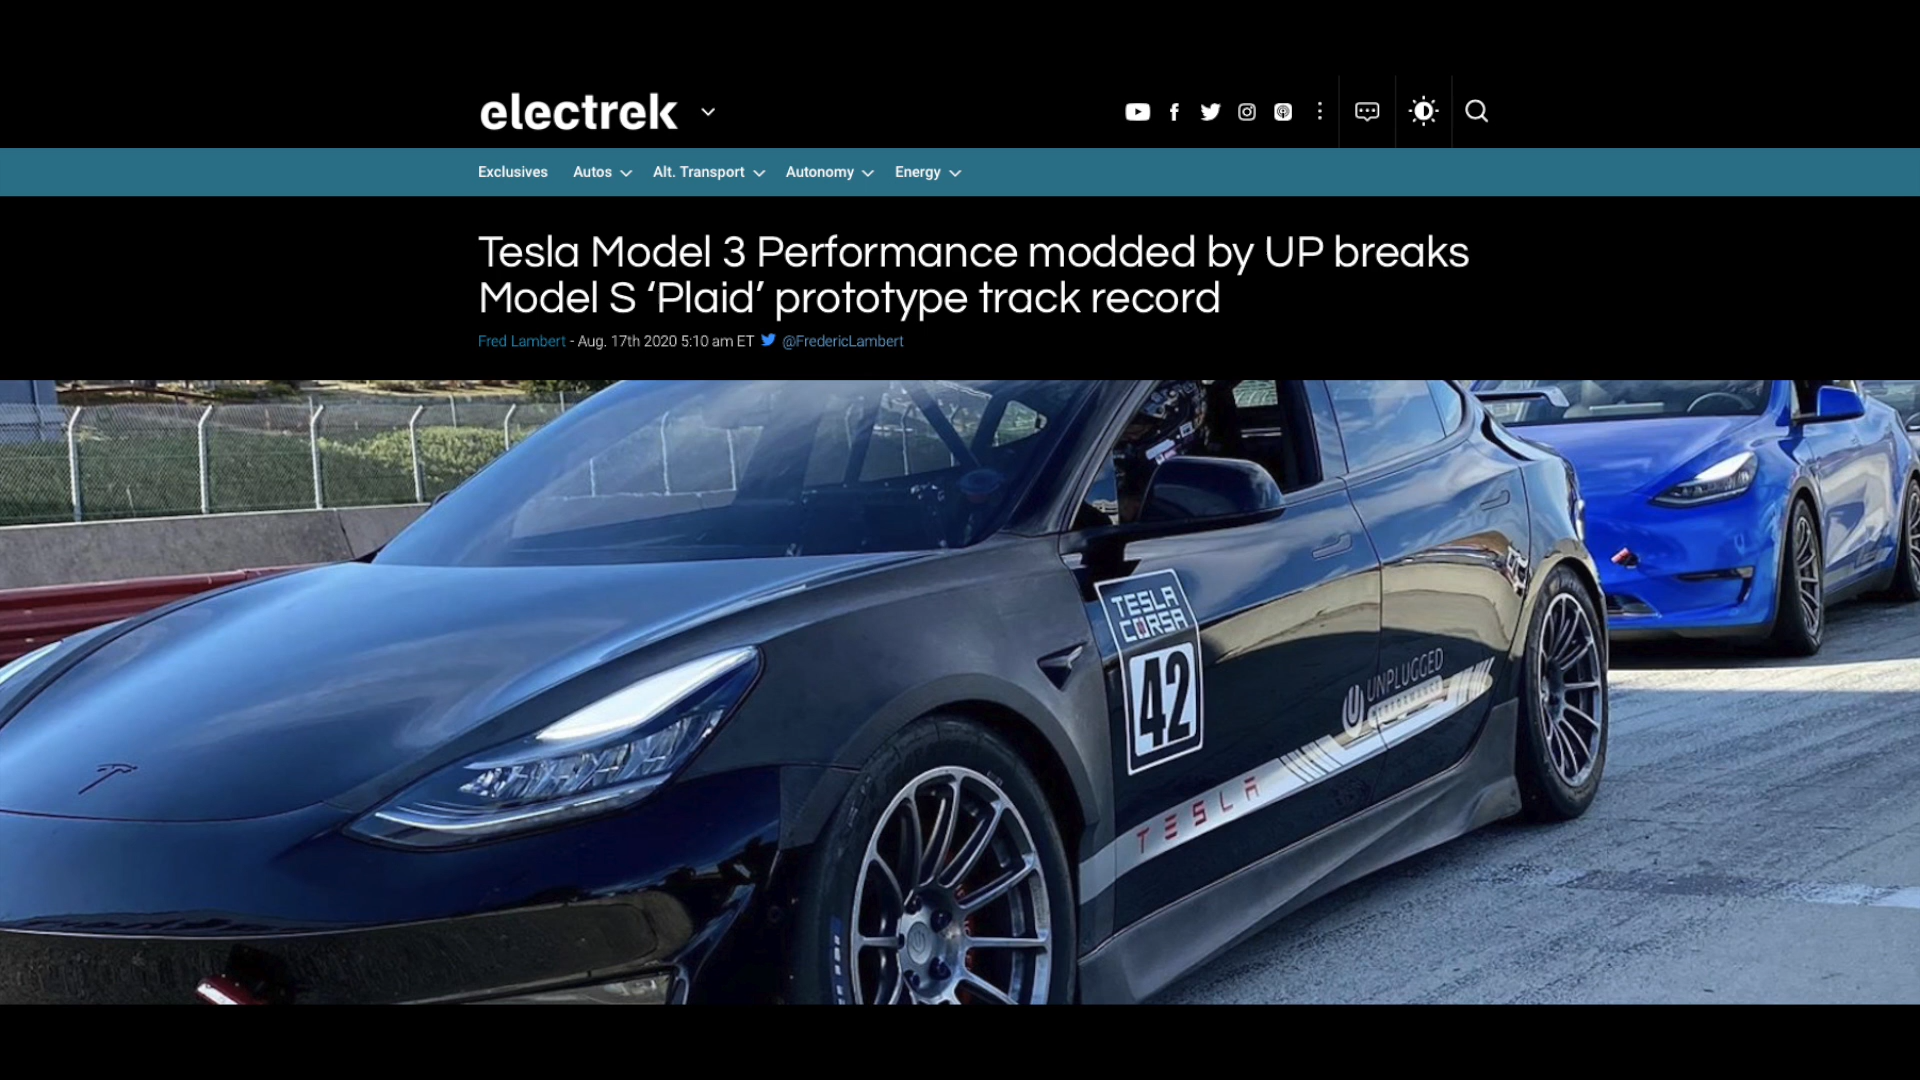 electrek
Exclusives Autos Alt. Transport Autonomy Energy
Tesla Model 3 Performance modded by UP breaks
Model S ‘Plaid’ prototype track record
Fred Lambert - Aug. 17th 2020 5:10 am ET @FredericLambert
TESLA
CORSA
42
UNPLUGGED
PERFORMANCE
TESLA